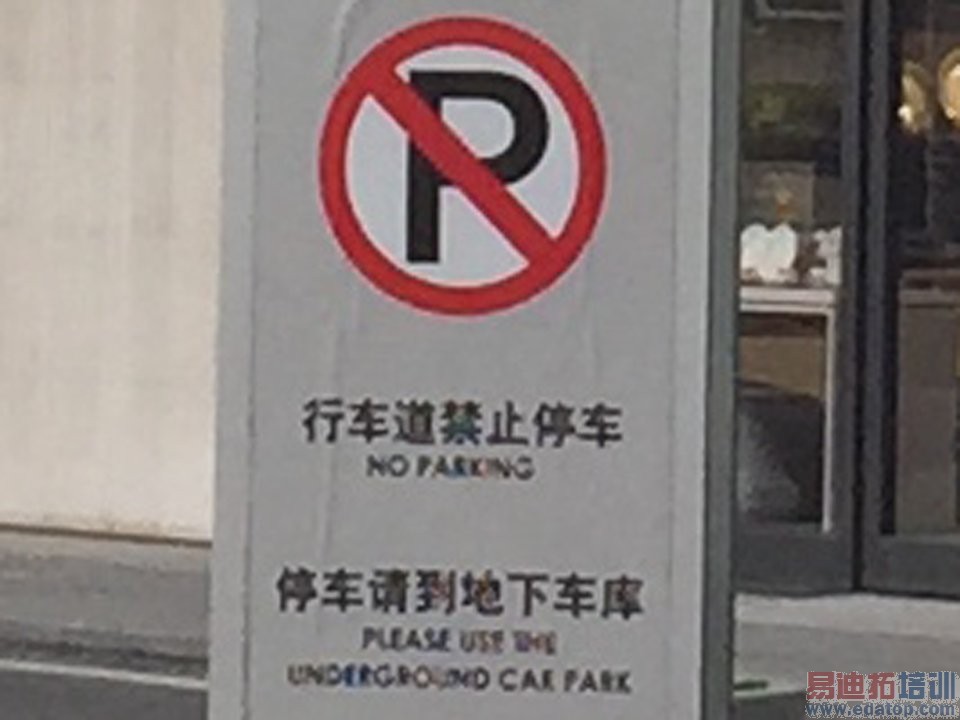 P
行车道禁止停车
NO PARKING
停车请到地下车库
PLEASE USE THE
UNDERGROUND CAR PARK
易迪拓培训
www.edatop.com